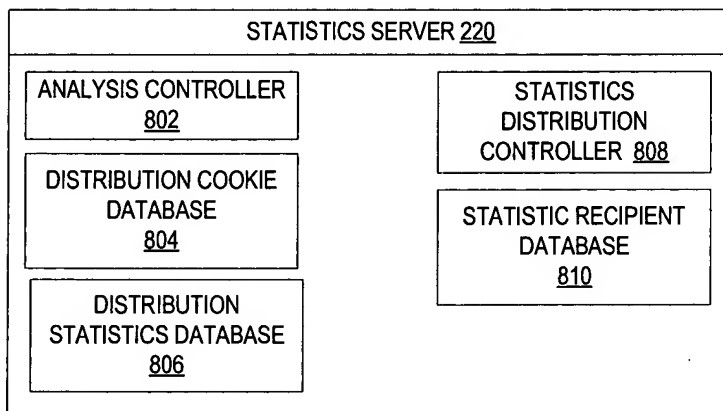 STATISTICS SERVER 220
ANALYSIS CONTROLLER
802
DISTRIBUTION COOKIE
DATABASE
804
DISTRIBUTION
STATISTICS DATABASE
806
STATISTICS
DISTRIBUTION
CONTROLLER 808
STATISTIC RECIPIENT
DATABASE
810